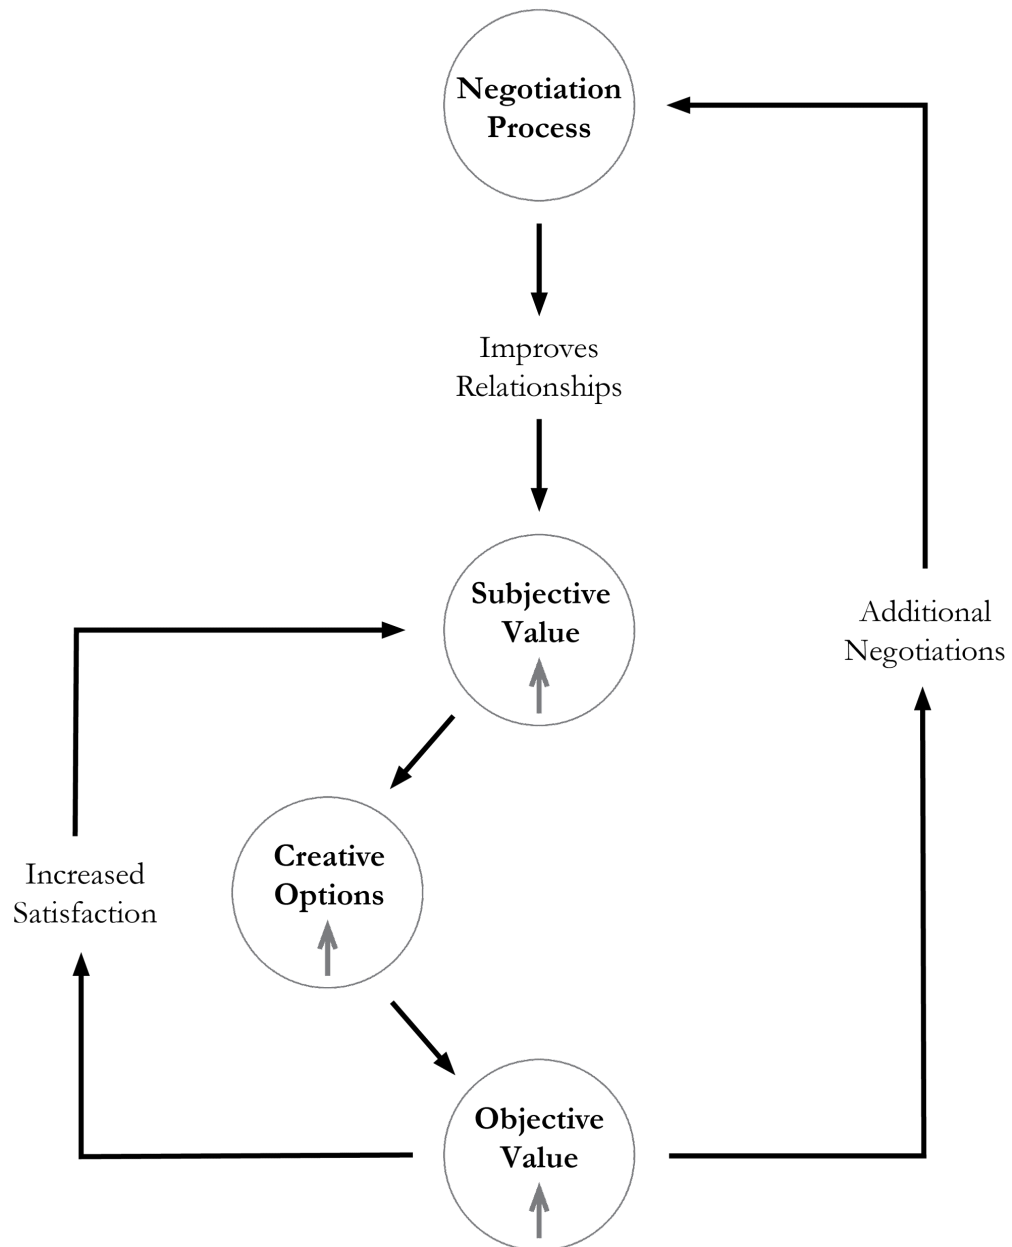 Negotiation
Process
Improves
Relationships
Subjective
Value
Additional
Negotiations
Creative
Options
Increased
Satisfaction
Objective
Value